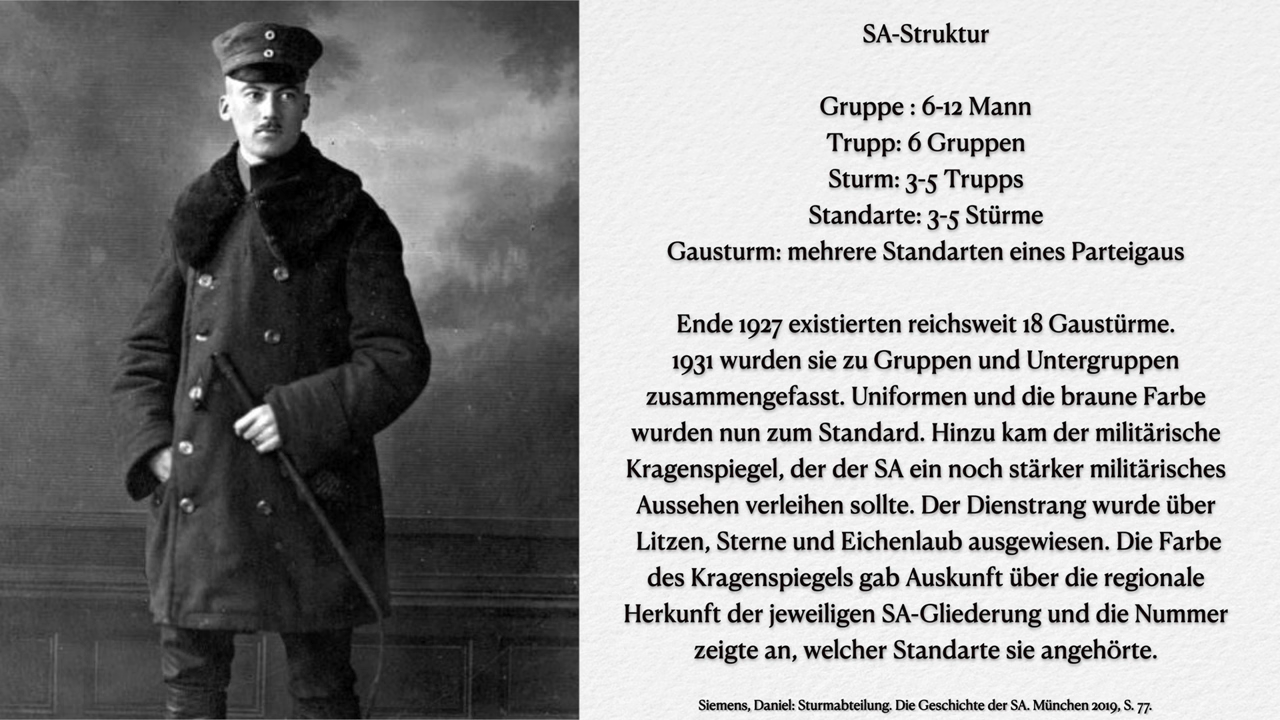 SA-Struktur
Gruppe : 6-12 Mann
Trupp: 6 Gruppen
Sturm: 3-5 Trupps
Standarte: 3-5 Stürme
Gausturm: mehrere Standarten eines Parteigaus
Ende 1927 existierten reichsweit 18 Gaustürme.
1931 wurden sie zu Gruppen und Untergruppen
zusammengefasst. Uniformen und die braune Farbe
wurden nun zum Standard. Hinzu kam der militärische
Kragenspiegel, der der SA ein noch stärker militärisches
Aussehen verleihen sollte. Der Dienstrang wurde über
Litzen, Sterne und Eichenlaub ausgewiesen. Die Farbe
des Kragenspiegels gab Auskunft über die regionale
Herkunft der jeweiligen SA-Gliederung und die Nummer
zeigte an, welcher Standarte sie angehörte.
Siemens, Daniel: Sturmabteilung. Die Geschichte der SA. München 2019, S. 77.